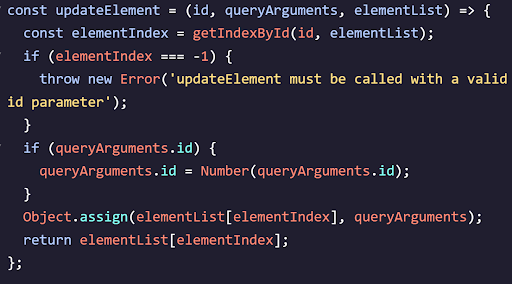 const updateElement = (id, queryArguments, elementList) => {
  const elementIndex = getIndexById(id, elementList);
  if (elementIndex === -1) {
    throw new Error('updateElement must be called with a valid
id parameter');
  }
  if (queryArguments.id) {
    queryArguments.id = Number(queryArguments.id);
  }
  Object.assign(elementList[elementIndex], queryArguments);
  return elementList[elementIndex];
};